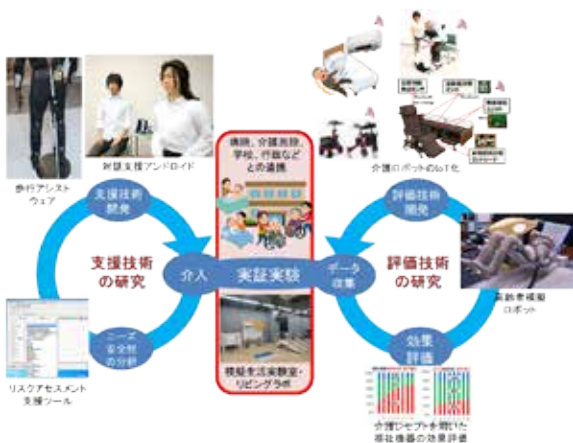 歩行アシスト
ウェア
対話支援アンドロイド
病院、介護施設、
学校、行政など
との連携
介護ロボットのIoT化
支援技術
開発
支援技術
の研究
介入
実証実験
データ
収集
評価技術
開発
評価技術
の研究
高齢者模擬
ロボット
ニーズ
安全性
の分析
リスクアセスメント
支援ツール
模擬生活実験室・
リビングラボ
効果
評価
介護レセプトを用いた
福祉機器の効果評価